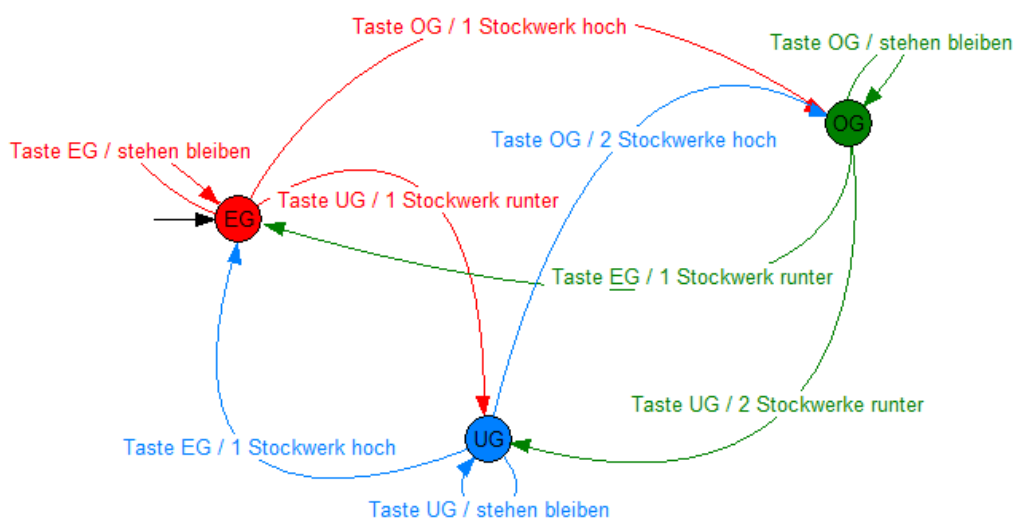 Taste OG / 1 Stockwerk hoch
Taste OG / stehen bleiben
OG
Taste OG / 2 Stockwerke hoch
Taste EG / stehen bleiben
Taste UG / 1 Stockwerk runter
EG
Taste EG / 1 Stockwerk runter
Taste UG / 2 Stockwerke runter
UG
Taste EG / 1 Stockwerk hoch
Taste UG / stehen bleiben